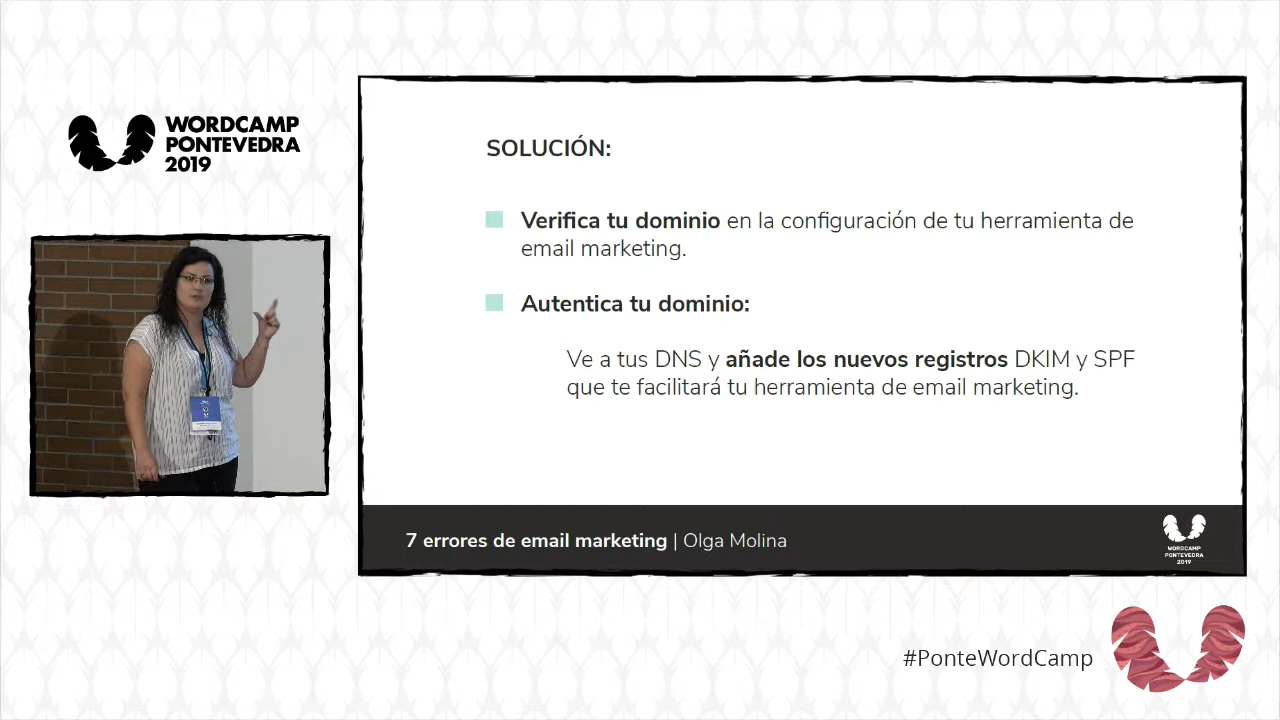 WORDCAMP
PONTEVEDRA
2019
SOLUCIÓN:
Verifica tu dominio en la configuración de tu herramienta de
email marketing.
Autentica tu dominio:
Ve a tus DNS y añade los nuevos registros DKIM y SPF
que te facilitará tu herramienta de email marketing.
7 errores de email marketing | Olga Molina
WORDCAMP
PONTEVEDRA
2019
#PonteWordCamp